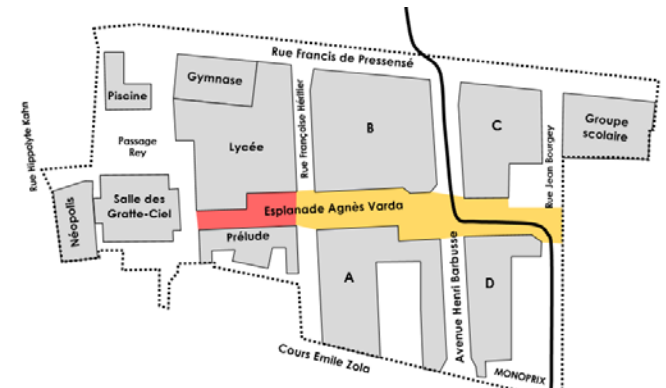 Rue Francis de Pressensé
Gymnase
Piscine
Rue Hippolyte Kahn
Passage
Rey
Lycée
Rue Françoise Héritier
B
C
Rue Jean Bourgey
Groupe
scolaire
Néopolis
Salle des
Gratte-Ciel
Esplanade Agnès Varda
Prélude
A
Avenue Henri Barbusse
D
Cours Emile Zola
MONOPRIX